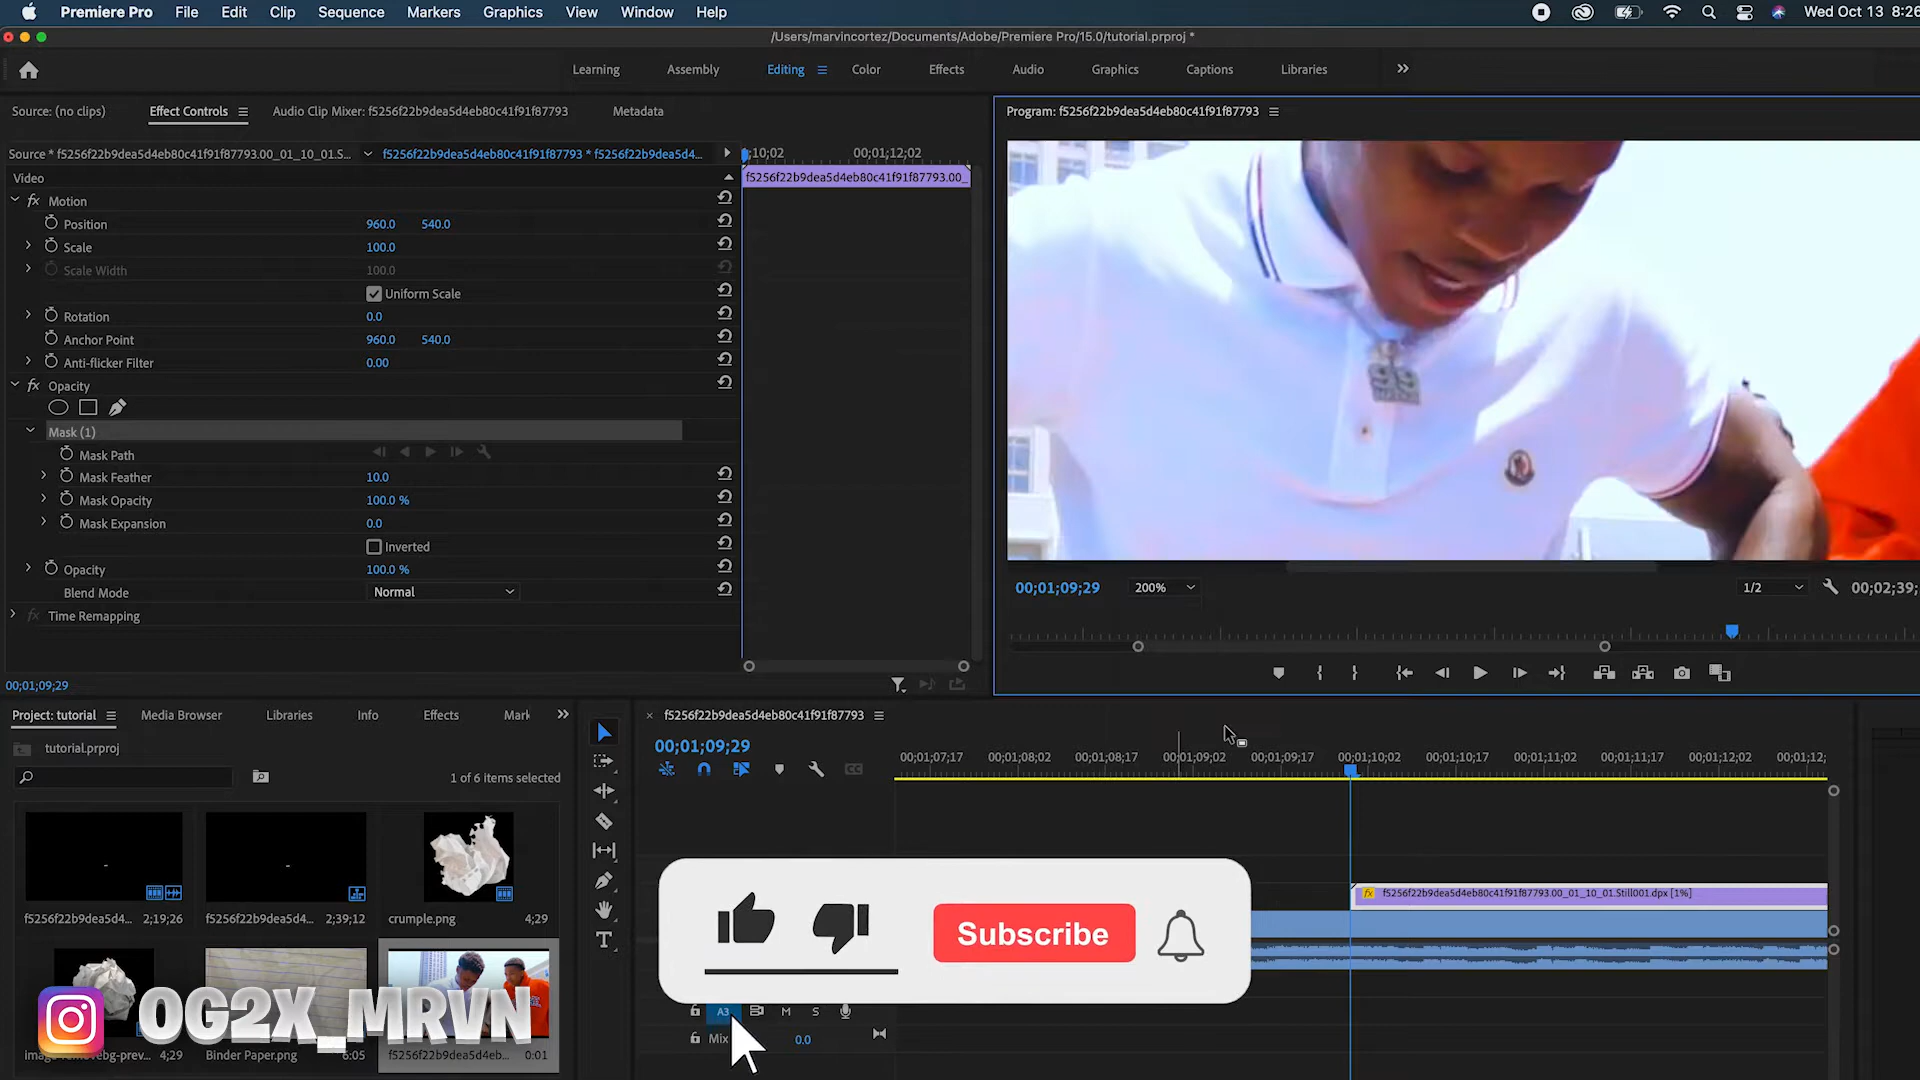 Premiere Pro File Edit Clip Sequence Markers Graphics View Window Help Wed Oct 13 8:26
/Users/marvincortez/Documents/Adobe/Premiere Pro/15.0/tutorial.prproj *
Learning Assembly Editing Color Effects Audio Graphics Captions Libraries
Source: (no clips) Effect Controls Audio Clip Mixer: f5256f22b9dea5d4eb80c41f91f87793 Metadata
Program: f5256f22b9dea5d4eb80c41f91f87793
Source * f5256f22b9dea5d4eb80c41f91f87793.00_01_10_01.S... f5256f22b9dea5d4eb80c41f91f87793 * f5256f22b9dea5d4... ;10;02 00;01;12;02
Video f5256f22b9dea5d4eb80c41f91f87793.00_
fx Motion
Position 960.0 540.0
Scale 100.0
Scale Width 100.0
Uniform Scale
Rotation 0.0
Anchor Point 960.0 540.0
Anti-flicker Filter 0.00
fx Opacity
Mask (1)
Mask Path
Mask Feather 10.0
Mask Opacity 100.0 %
Mask Expansion 0.0
Inverted
Opacity 100.0 %
Blend Mode Normal
fx Time Remapping
99
00;01;09;29 200% 1/2 00;02;39;
00;01;09;29
Project: tutorial Media Browser Libraries Info Effects Mark
tutorial.prproj
1 of 6 items selected
f5256f22b9dea5d4... 2;19;26 f5256f22b9dea5d4... 2;39;12 crumple.png 4;29
4;29 Binder Paper.png 6:05 f5256f22b9dea5d4eb... 0:01
× f5256f22b9dea5d4eb80c41f91f87793
00;01;09;29
00;01;07;17 00;01;08;02 00;01;08;17 00;01;09;02 00;01;09;17 00;01;10;02 00;01;10;17 00;01;11;02 00;01;11;17 00;01;12;02 00;01;12;
fx f5256f22b9dea5d4eb80c41f91f87793.00_01_10_01.Still001.dpx [1%]
Subscribe
A3 M S
Mix 0.0
OG2X_MRVN